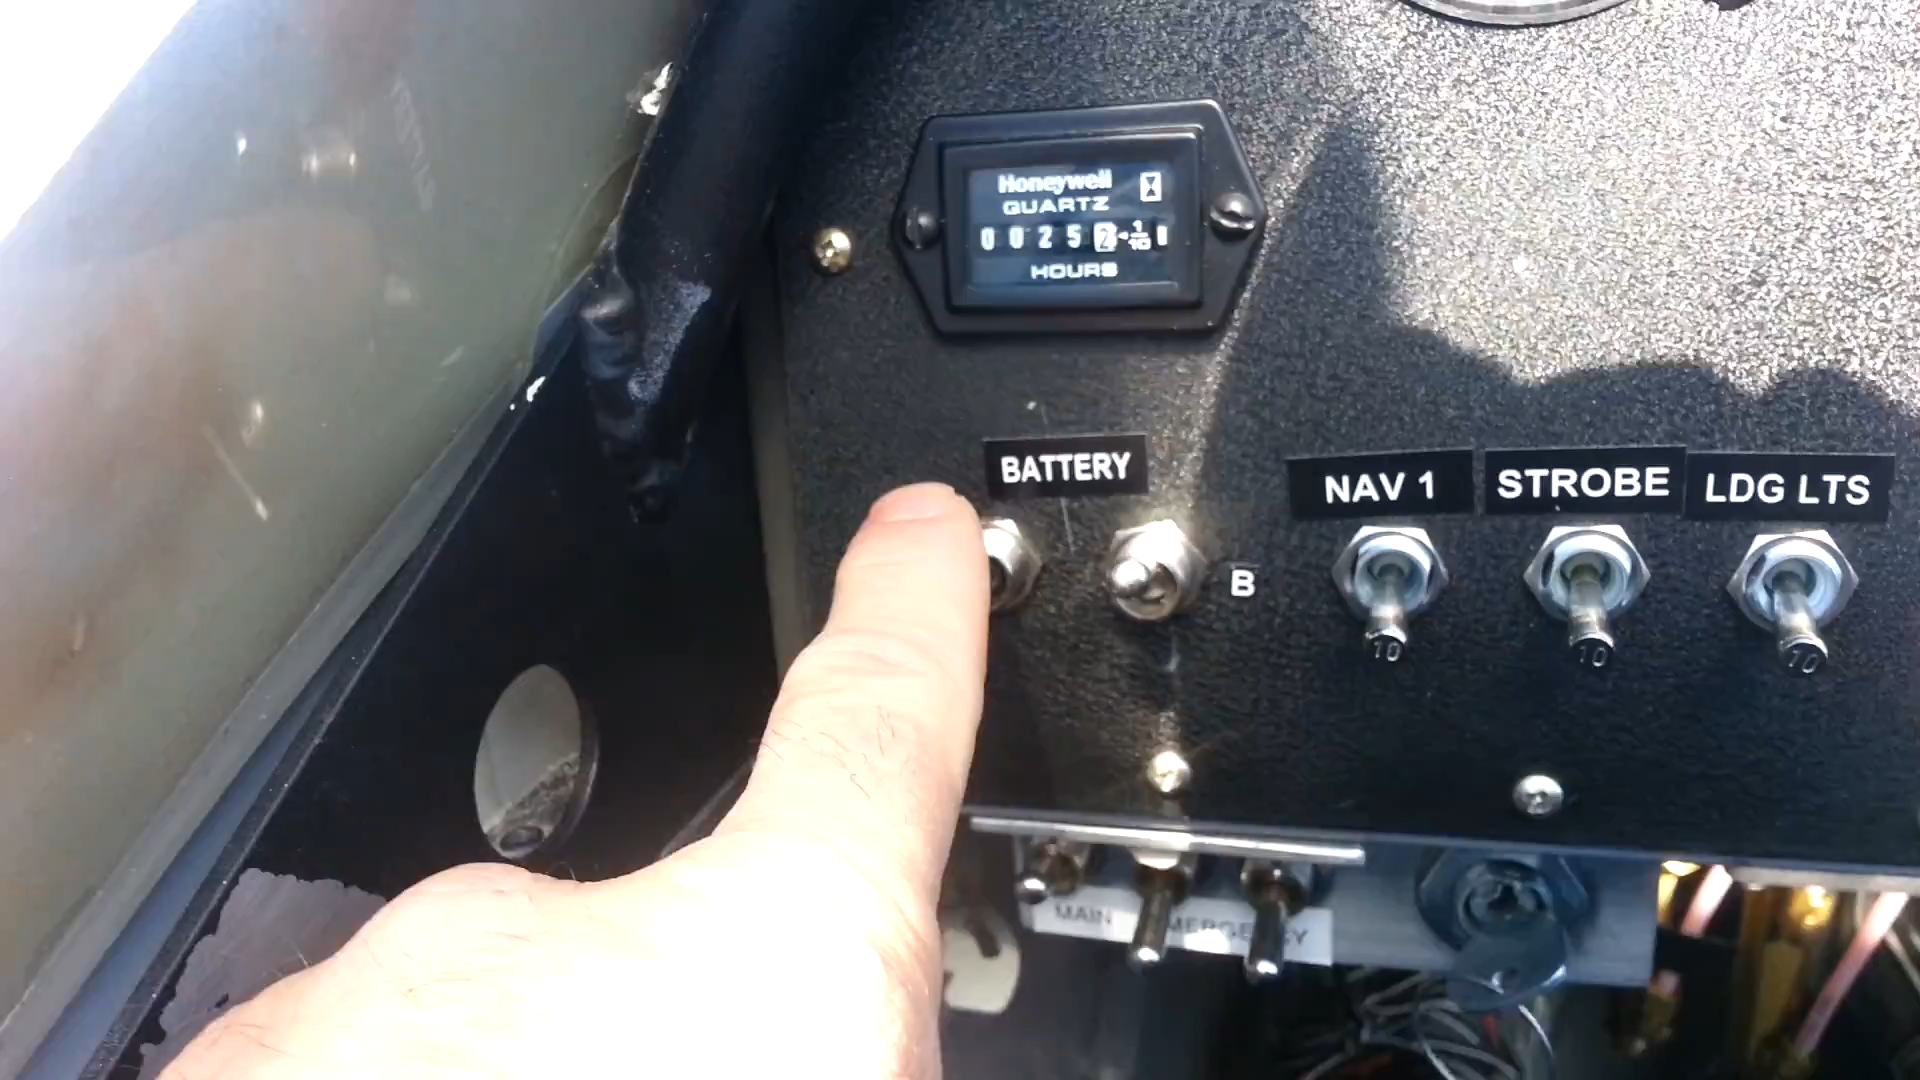 Honeywell
QUARTZ
0 0 2 5 2 1/10
HOURS
BATTERY
B
NAV 1
STROBE
LDG LTS
10
10
10
MAIN
EMERGENCY